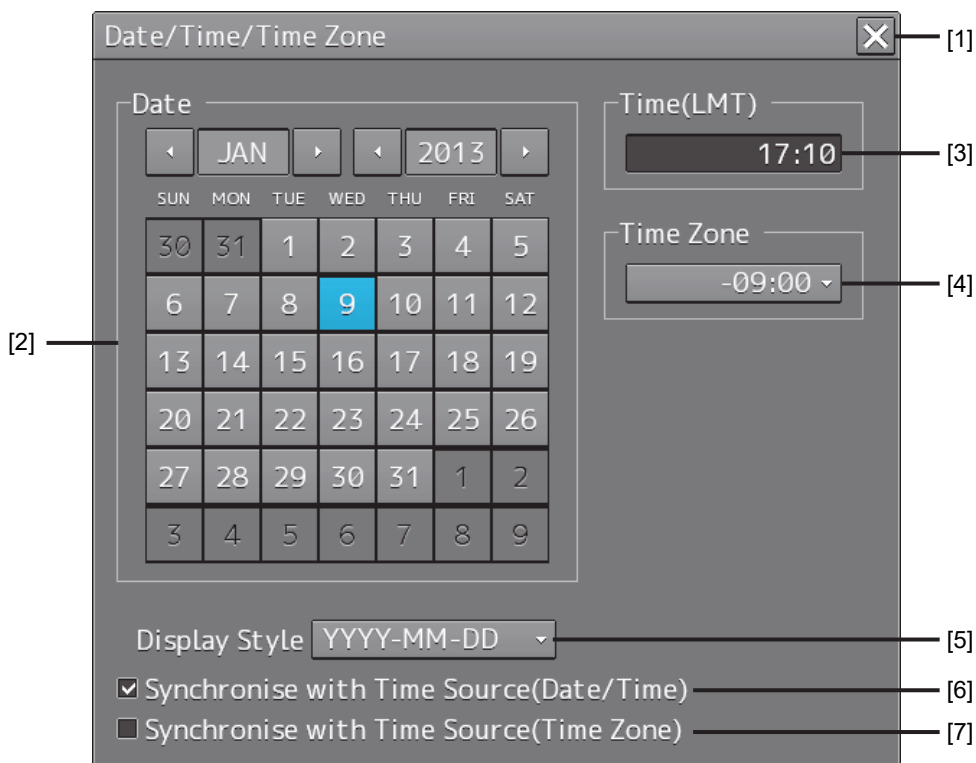 Date/Time/Time Zone [1]
Date
JAN 2013
SUN MON TUE WED THU FRI SAT
30 31 1 2 3 4 5
6 7 8 9 10 11 12
13 14 15 16 17 18 19
20 21 22 23 24 25 26
27 28 29 30 31 1 2
3 4 5 6 7 8 9
[2]
Time(LMT)
17:10 [3]
Time Zone
-09:00 [4]
Display Style YYYY-MM-DD [5]
Synchronise with Time Source(Date/Time) [6]
Synchronise with Time Source(Time Zone) [7]